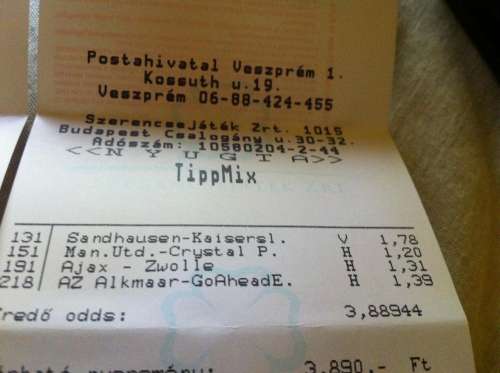 Postahivatal Veszprém 1.
Kossuth u.19.
Veszprém 06-88-424-455
Szerencsejáték Zrt. 1015
Budapest Csalogány u.30-32.
Adószám: 10580204-2-44
<<N Y U G T A>>
TippMix
131 Sandhausen-Kaisersl. V 1,78
151 Man.Utd.-Crystal P. H 1,20
191 Ajax - Zwolle H 1,31
218 AZ Alkmaar-GoAheadE. H 1,39
redő odds: 3,88944
3.890.- Ft